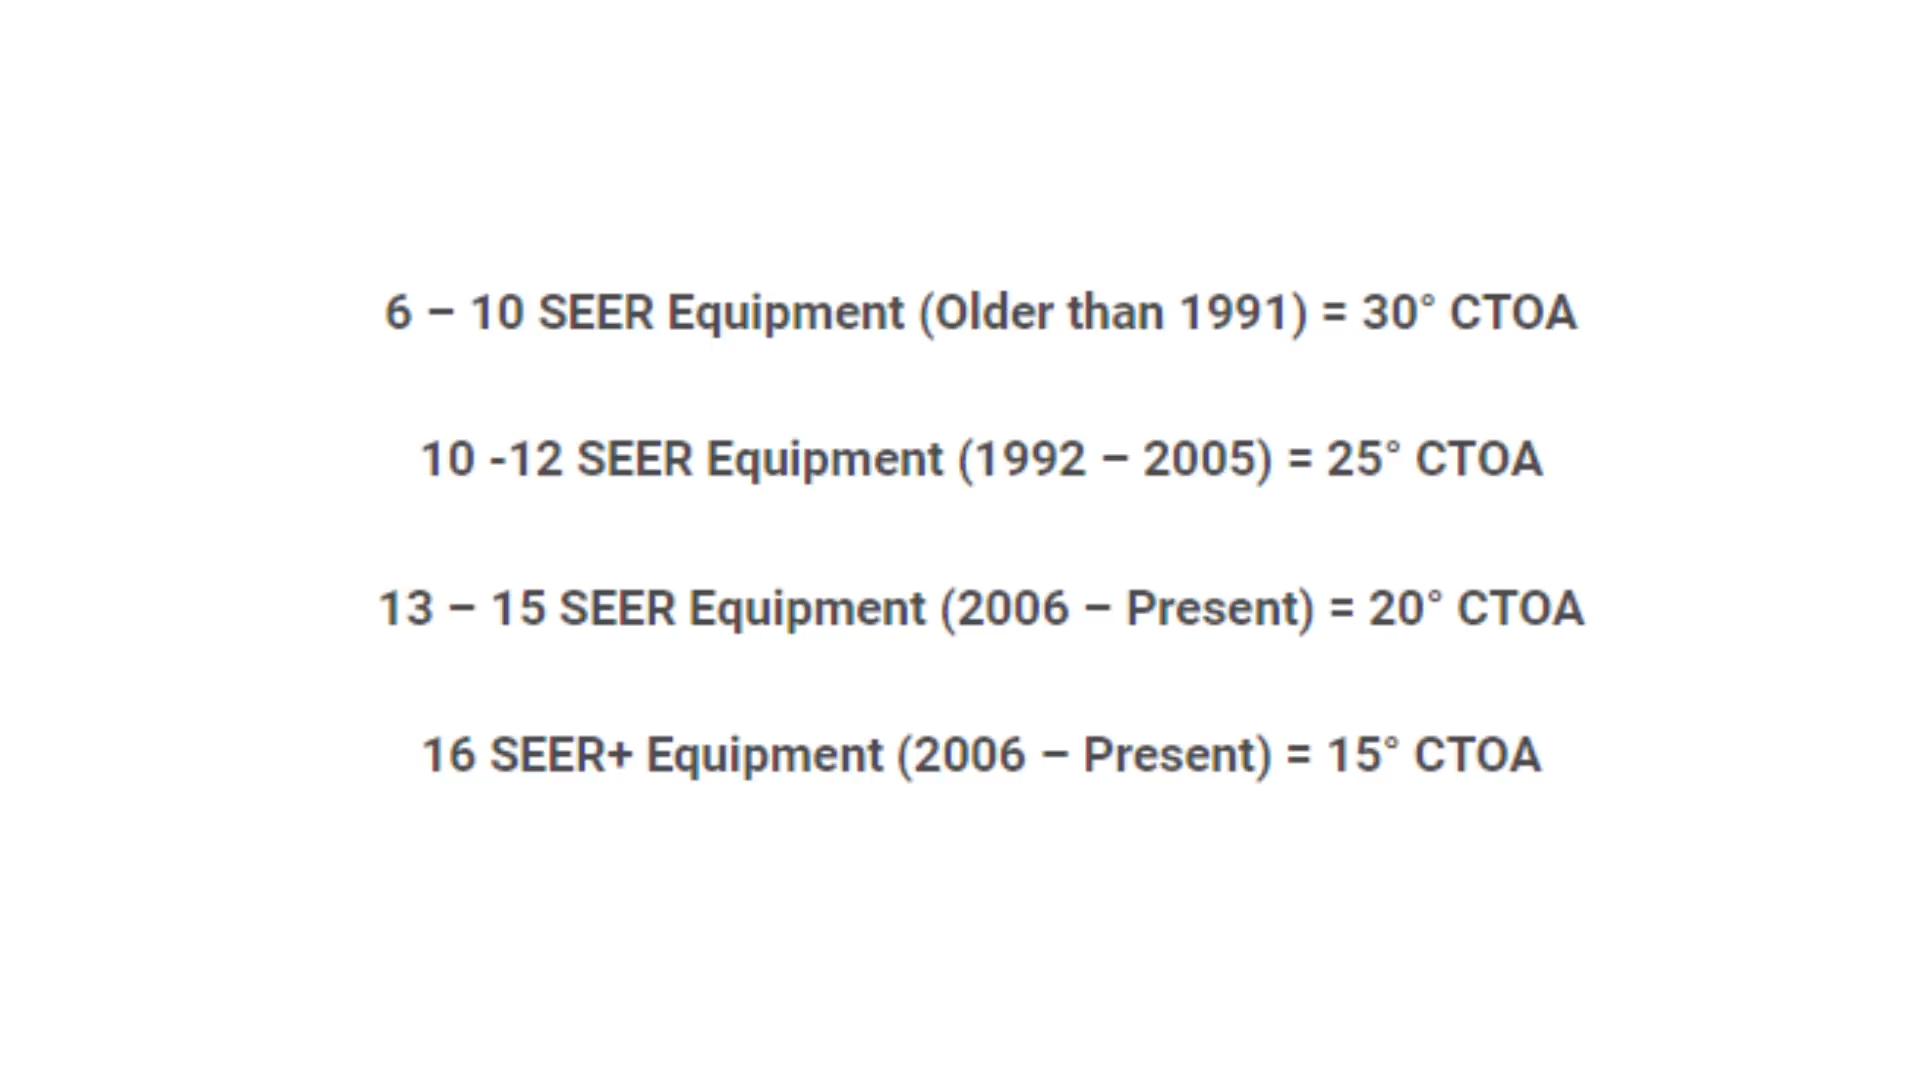 6 – 10 SEER Equipment (Older than 1991) = 30° CTOA
10 -12 SEER Equipment (1992 – 2005) = 25° CTOA
13 – 15 SEER Equipment (2006 – Present) = 20° CTOA
16 SEER+ Equipment (2006 – Present) = 15° CTOA